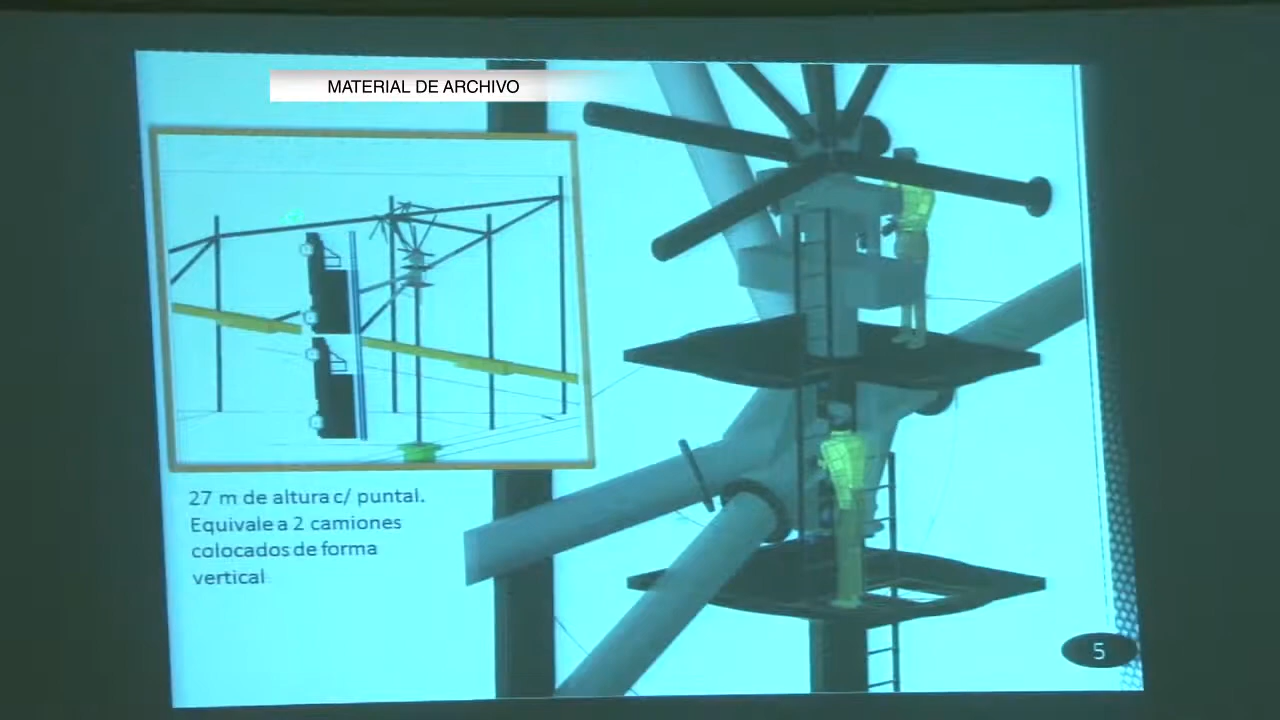 MATERIAL DE ARCHIVO
27 m de altura c/ puntal.
Equivale a 2 camiones
colocados de forma
vertical
5